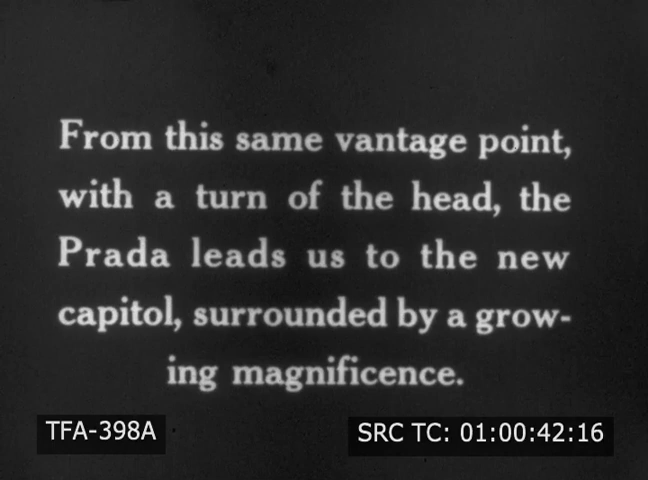 From this same vantage point,
with a turn of the head, the
Prada leads us to the new
capitol, surrounded by a grow-
ing magnificence.
TFA-398A
SRC TC: 01:00:42:16